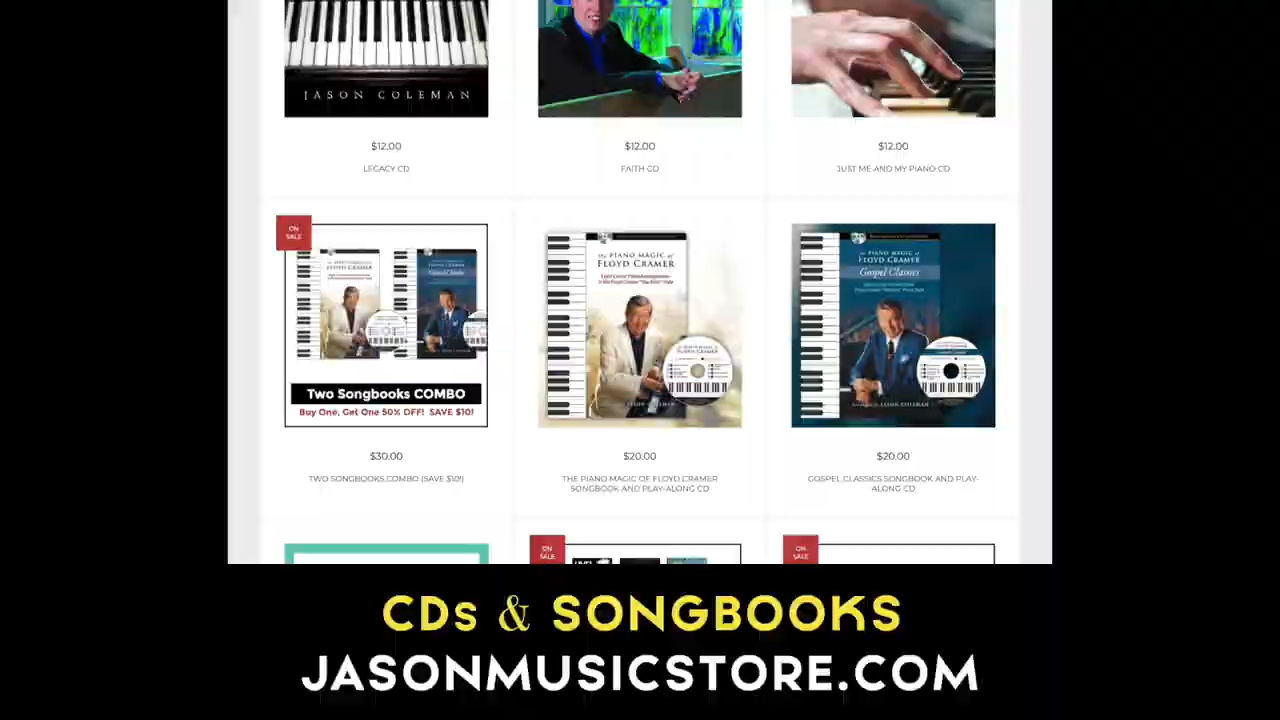 JASON COLEMAN
$12.00
LEGACY CD
$12.00
FAITH CD
$12.00
JUST ME AND MY PIANO CD
ON
SALE
Two Songbooks COMBO
Buy One, Get One 50% OFF! SAVE $10!
$30.00
TWO SONGBOOKS COMBO (SAVE $10!)
the PIANO MAGIC of
FLOYD CRAMER
$20.00
THE PIANO MAGIC OF FLOYD CRAMER
SONGBOOK AND PLAY-ALONG CD
the PIANO MAGIC of
FLOYD CRAMER
Gospel Classics
$20.00
GOSPEL CLASSICS SONGBOOK AND PLAY-
ALONG CD
ON
SALE
ON
SALE
CDs & SONGBOOKS
JASONMUSICSTORE.COM